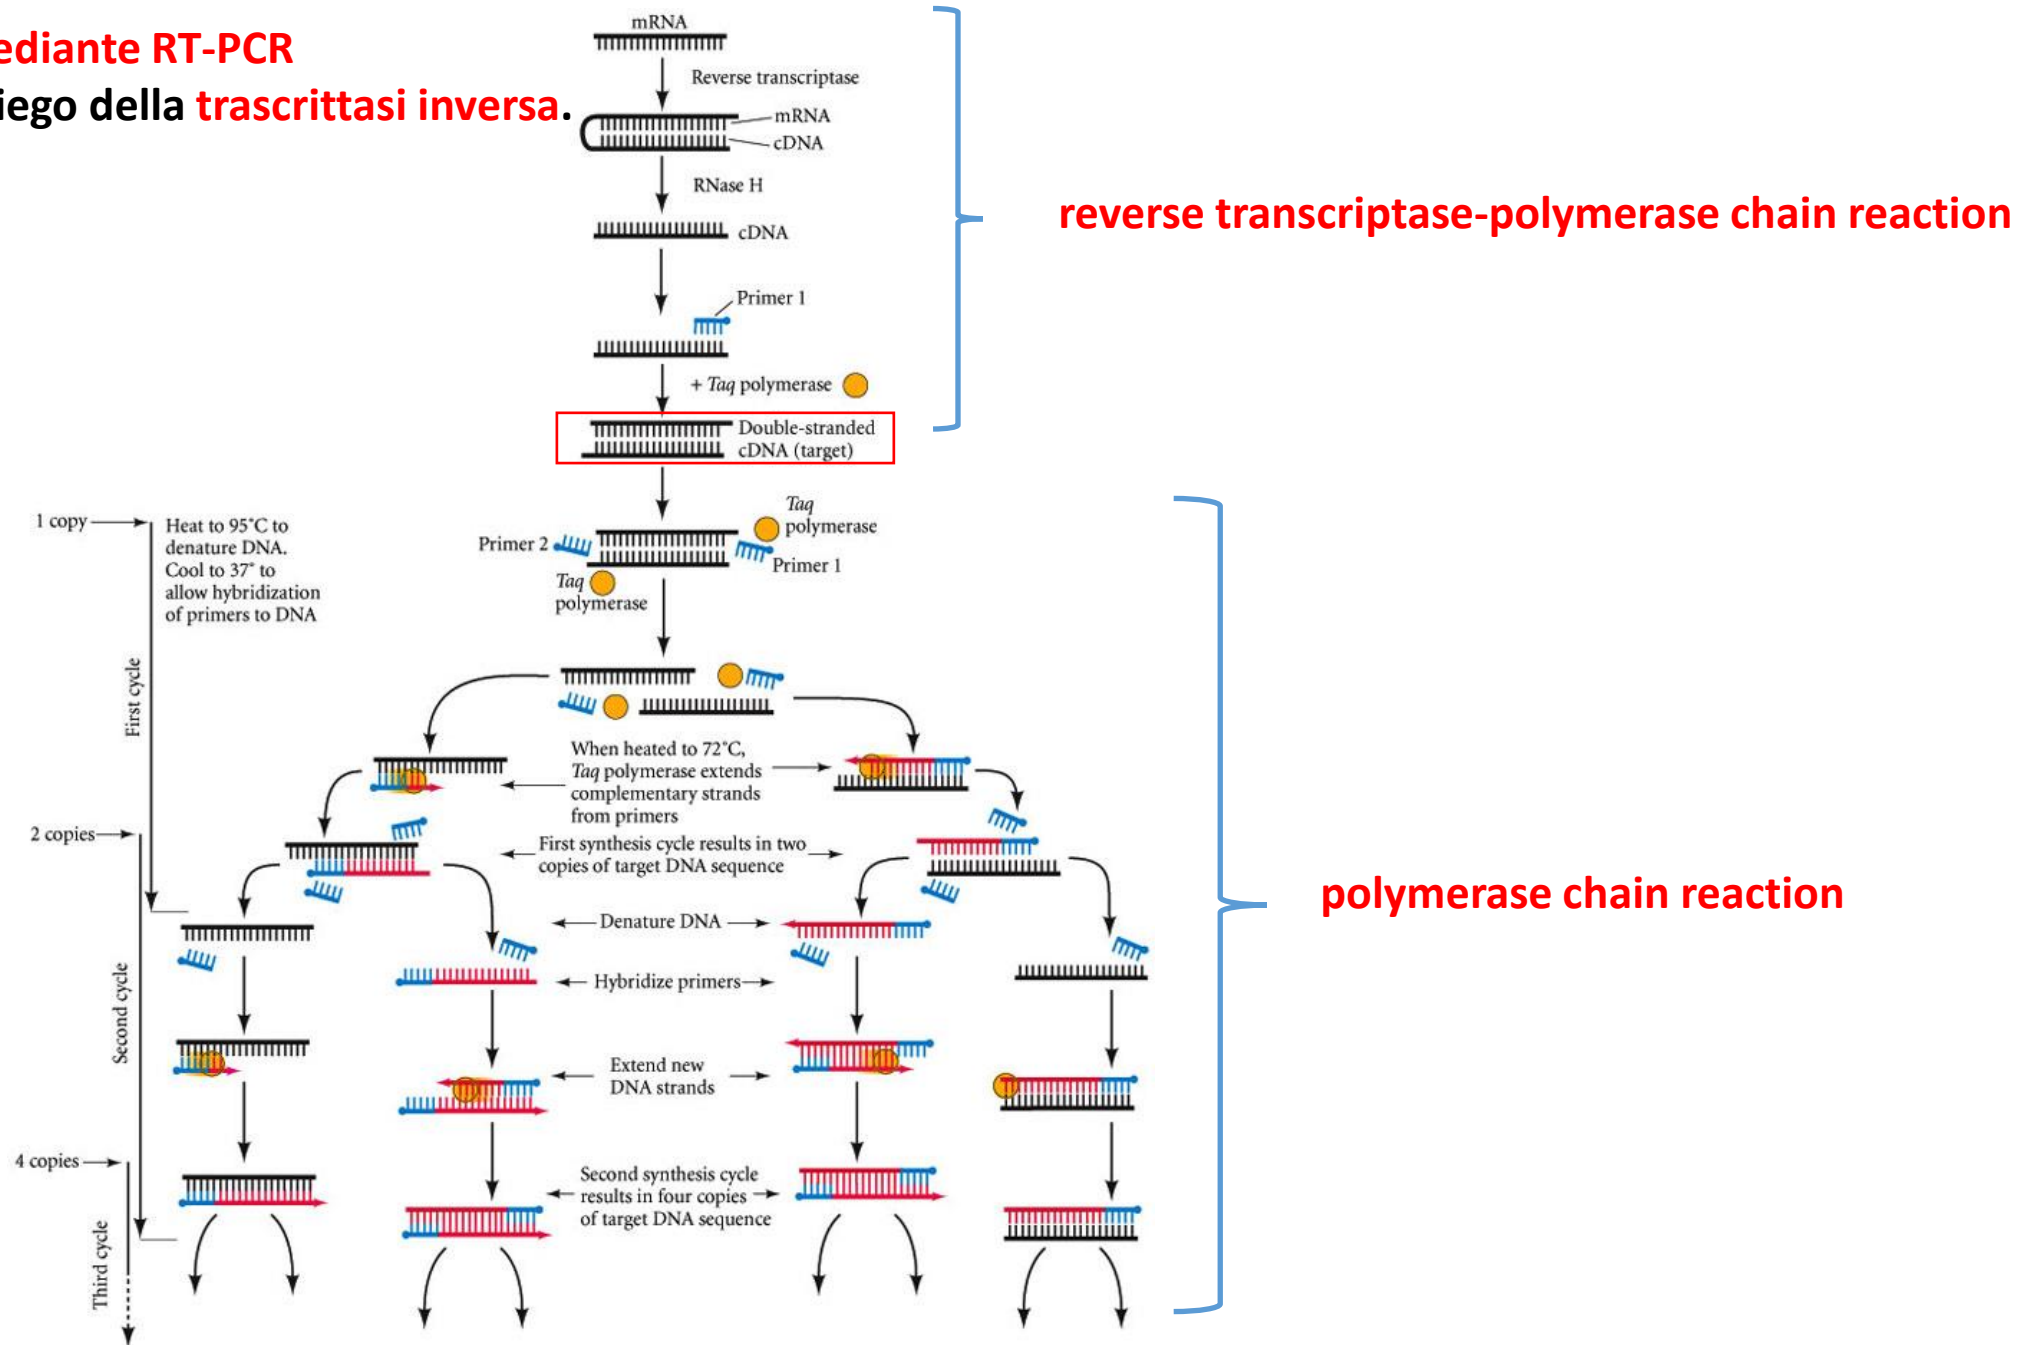 ediante RT-PCR
iego della trascrittasi inversa.
mRNA
Reverse transcriptase
mRNA
cDNA
RNase H
cDNA
reverse transcriptase-polymerase chain reaction
Primer 1
+ Taq polymerase
Double-stranded
cDNA (target)
1 copy
Heat to 95°C to
denature DNA.
Cool to 37° to
allow hybridization
of primers to DNA
Taq
polymerase
Primer 2
Primer 1
Taq
polymerase
First cycle
When heated to 72°C,
Taq polymerase extends
complementary strands
from primers
2 copies
First synthesis cycle results in two
copies of target DNA sequence
polymerase chain reaction
Denature DNA
Hybridize primers
Second cycle
Extend new
DNA strands
4 copies
Second synthesis cycle
results in four copies
of target DNA sequence
Third cycle